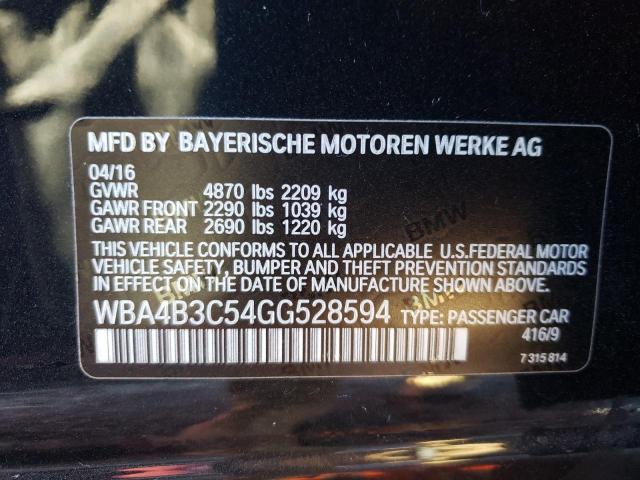 MFD BY BAYERISCHE MOTOREN WERKE AG
04/16
GVWR 4870 lbs 2209 kg
GAWR FRONT 2290 lbs 1039 kg
GAWR REAR 2690 lbs 1220 kg
THIS VEHICLE CONFORMS TO ALL APPLICABLE U.S.FEDERAL MOTOR
VEHICLE SAFETY, BUMPER AND THEFT PREVENTION STANDARDS
IN EFFECT ON THE DATE OF MANUFACTURE SHOWN ABOVE.
WBA4B3C54GG528594 TYPE: PASSENGER CAR
416/9
7 315 814